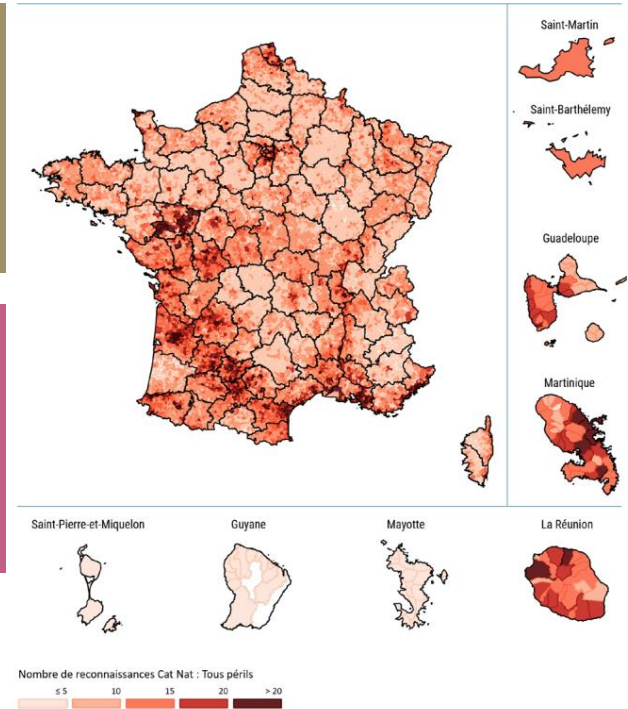 Saint-Martin
Saint-Barthélemy
Guadeloupe
Martinique
Saint-Pierre-et-Miquelon
Guyane
Mayotte
La Réunion
Nombre de reconnaissances Cat Nat : Tous périls
≤ 5 10 15 20 > 20